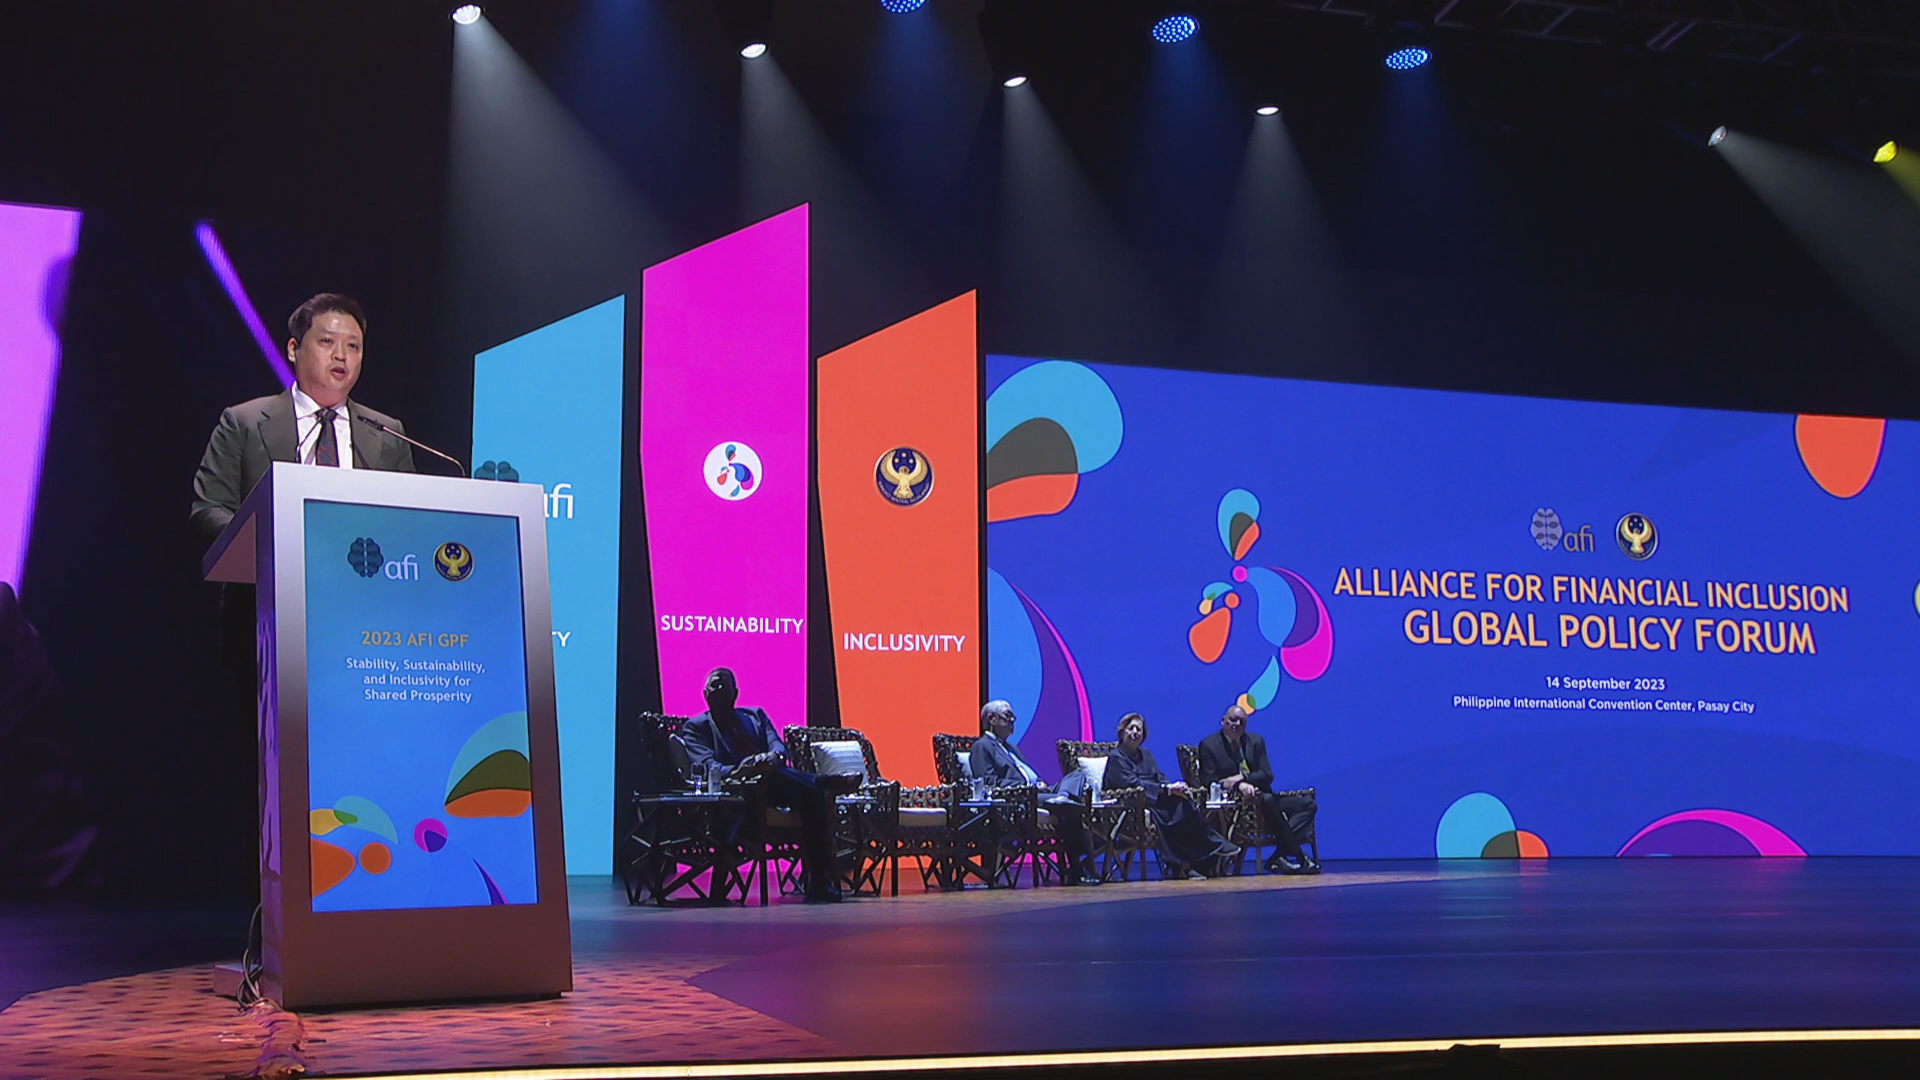 afi
TY
SUSTAINABILITY
INCLUSIVITY
afi
2023 AFI GPF
Stability, Sustainability,
and Inclusivity for
Shared Prosperity
afi
ALLIANCE FOR FINANCIAL INCLUSION
GLOBAL POLICY FORUM
14 September 2023
Philippine International Convention Center, Pasay City